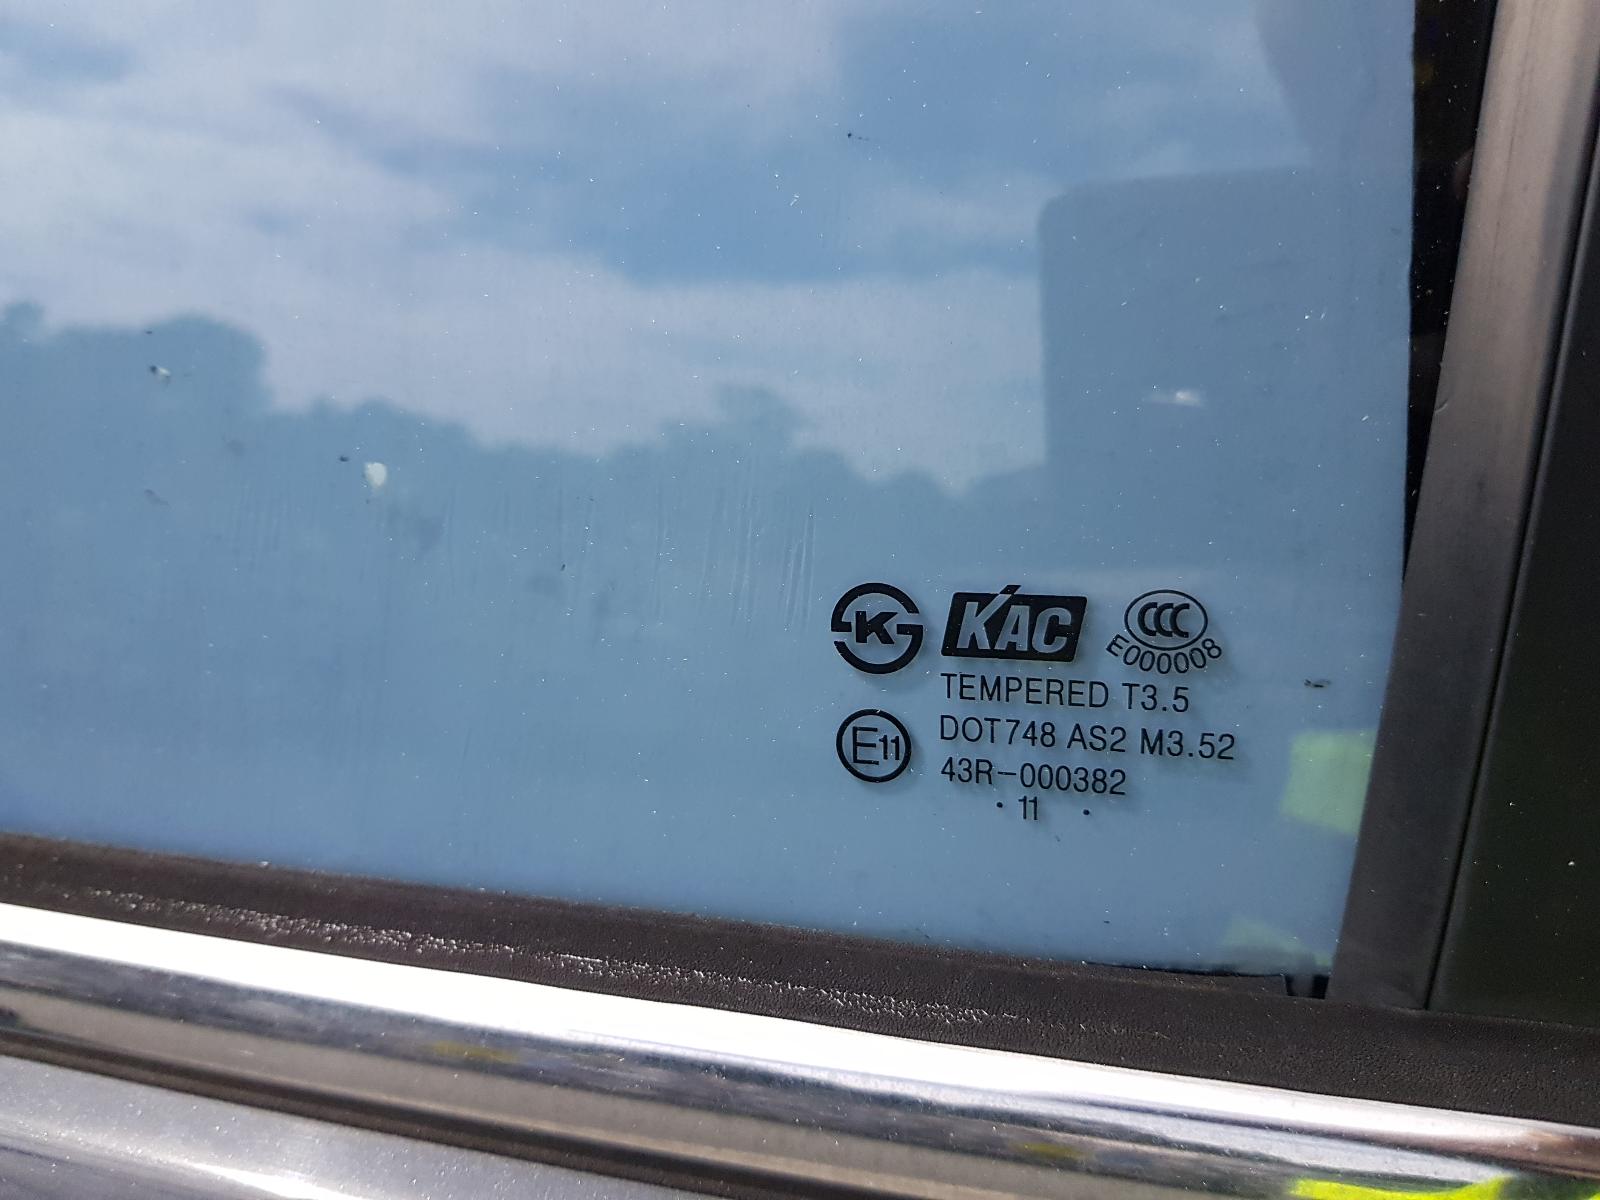 K KAC CCC
E000008
TEMPERED T3.5
E11 DOT748 AS2 M3.52
43R-000382
· 11 ·